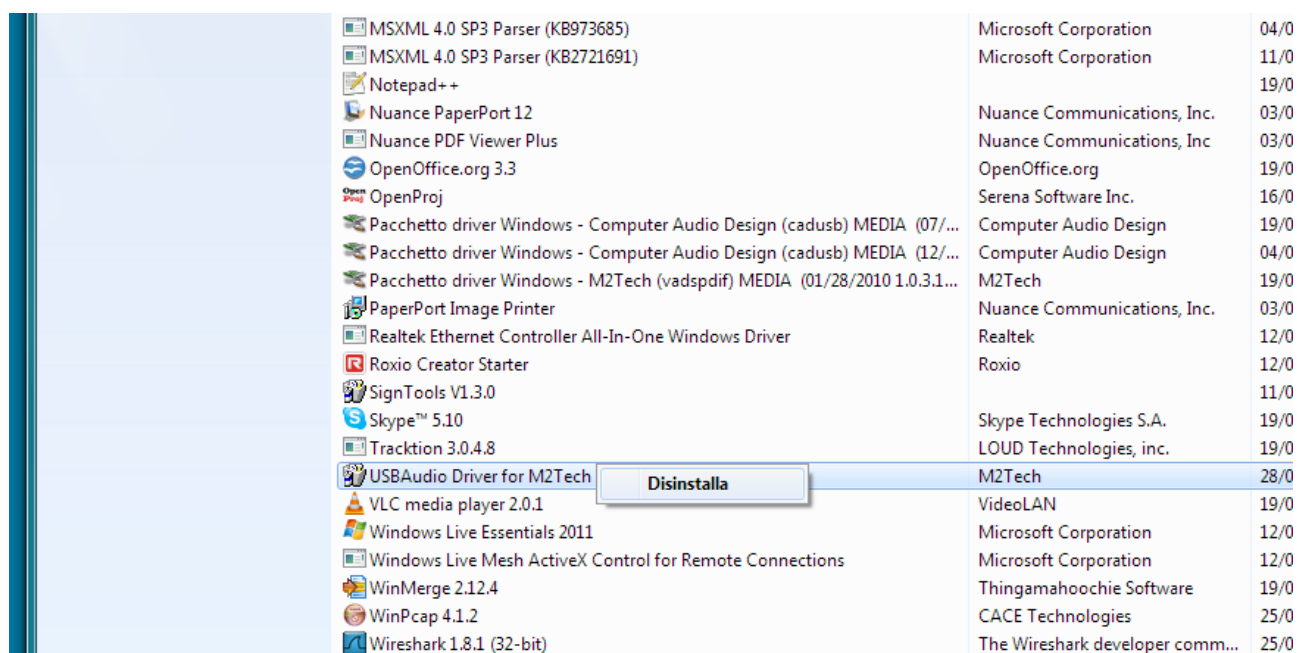 MSXML 4.0 SP3 Parser (KB973685) Microsoft Corporation 04/0
MSXML 4.0 SP3 Parser (KB2721691) Microsoft Corporation 11/0
Notepad++ 19/0
Nuance PaperPort 12 Nuance Communications, Inc. 03/0
Nuance PDF Viewer Plus Nuance Communications, Inc 03/0
OpenOffice.org 3.3 OpenOffice.org 19/0
Open Proj OpenProj Serena Software Inc. 16/0
Pacchetto driver Windows - Computer Audio Design (cadusb) MEDIA (07/... Computer Audio Design 19/0
Pacchetto driver Windows - Computer Audio Design (cadusb) MEDIA (12/... Computer Audio Design 04/0
Pacchetto driver Windows - M2Tech (vadspdif) MEDIA (01/28/2010 1.0.3.1... M2Tech 19/0
PaperPort Image Printer Nuance Communications, Inc. 03/0
Realtek Ethernet Controller All-In-One Windows Driver Realtek 12/0
Roxio Creator Starter Roxio 12/0
SignTools V1.3.0 11/0
Skype™ 5.10 Skype Technologies S.A. 19/0
Tracktion 3.0.4.8 LOUD Technologies, inc. 19/0
USBAudio Driver for M2Tech Disinstalla M2Tech 28/0
VLC media player 2.0.1 VideoLAN 19/0
Windows Live Essentials 2011 Microsoft Corporation 12/0
Windows Live Mesh ActiveX Control for Remote Connections Microsoft Corporation 12/0
WinMerge 2.12.4 Thingamahoochie Software 19/0
WinPcap 4.1.2 CACE Technologies 25/0
Wireshark 1.8.1 (32-bit) The Wireshark developer comm... 25/0